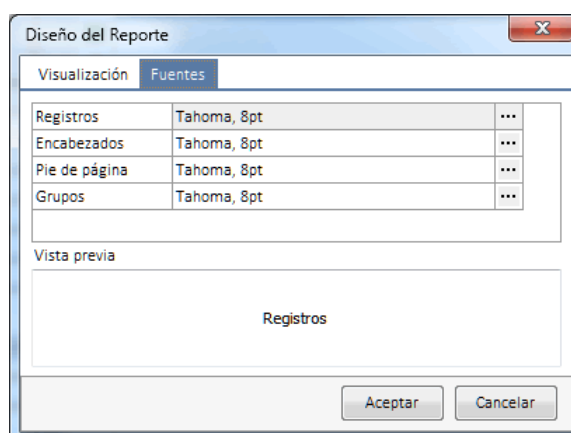 Diseño del Reporte
Visualización Fuentes
Registros Tahoma, 8pt ...
Encabezados Tahoma, 8pt ...
Pie de página Tahoma, 8pt ...
Grupos Tahoma, 8pt ...
Vista previa
Registros
Aceptar Cancelar